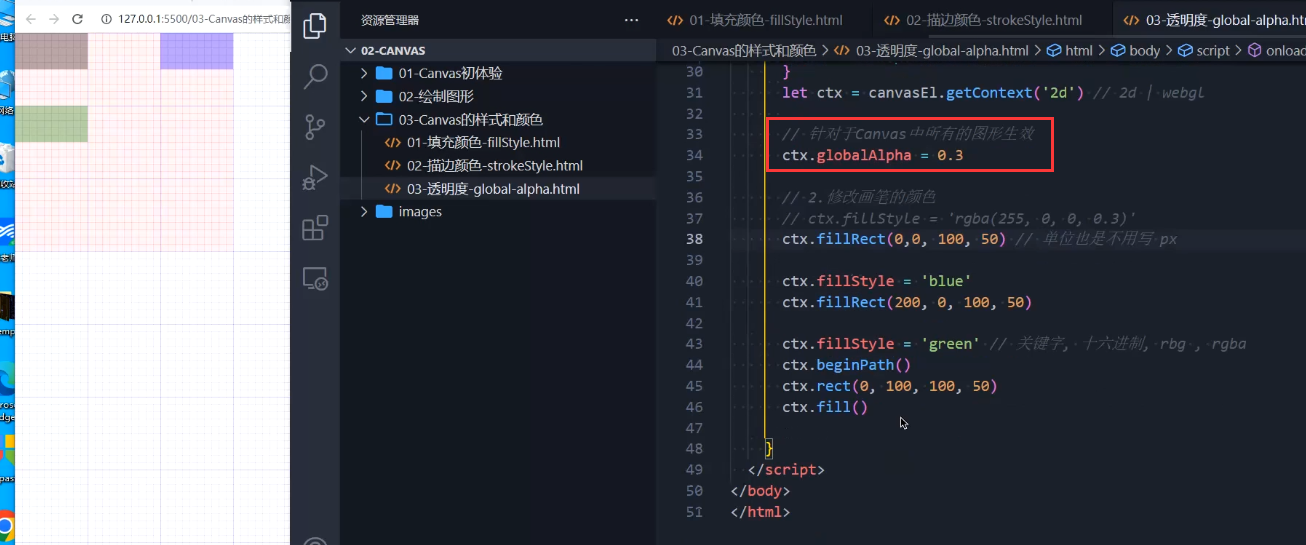 127.0.0.1:5500/03-Canvas的样式和颜
资源管理器
02-CANVAS
01-Canvas初体验
02-绘制图形
03-Canvas的样式和颜色
01-填充颜色-fillStyle.html
02-描边颜色-strokeStyle.html
03-透明度-global-alpha.html
images
01-填充颜色-fillStyle.html
02-描边颜色-strokeStyle.html
03-透明度-global-alpha.htm
03-Canvas的样式和颜色 > 03-透明度-global-alpha.html > html > body > script > onload
30 }
31 let ctx = canvasEl.getContext('2d') // 2d | webgl
32
33 // 针对于Canvas中所有的图形生效
34 ctx.globalAlpha = 0.3
35
36 // 2.修改画笔的颜色
37 // ctx.fillStyle = 'rgba(255, 0, 0, 0.3)'
38 ctx.fillRect(0,0, 100, 50) // 单位也是不用写 px
39
40 ctx.fillStyle = 'blue'
41 ctx.fillRect(200, 0, 100, 50)
42
43 ctx.fillStyle = 'green' // 关键字, 十六进制, rbg , rgba
44 ctx.beginPath()
45 ctx.rect(0, 100, 100, 50)
46 ctx.fill()
47
48 }
49 </script>
50 </body>
51 </html>